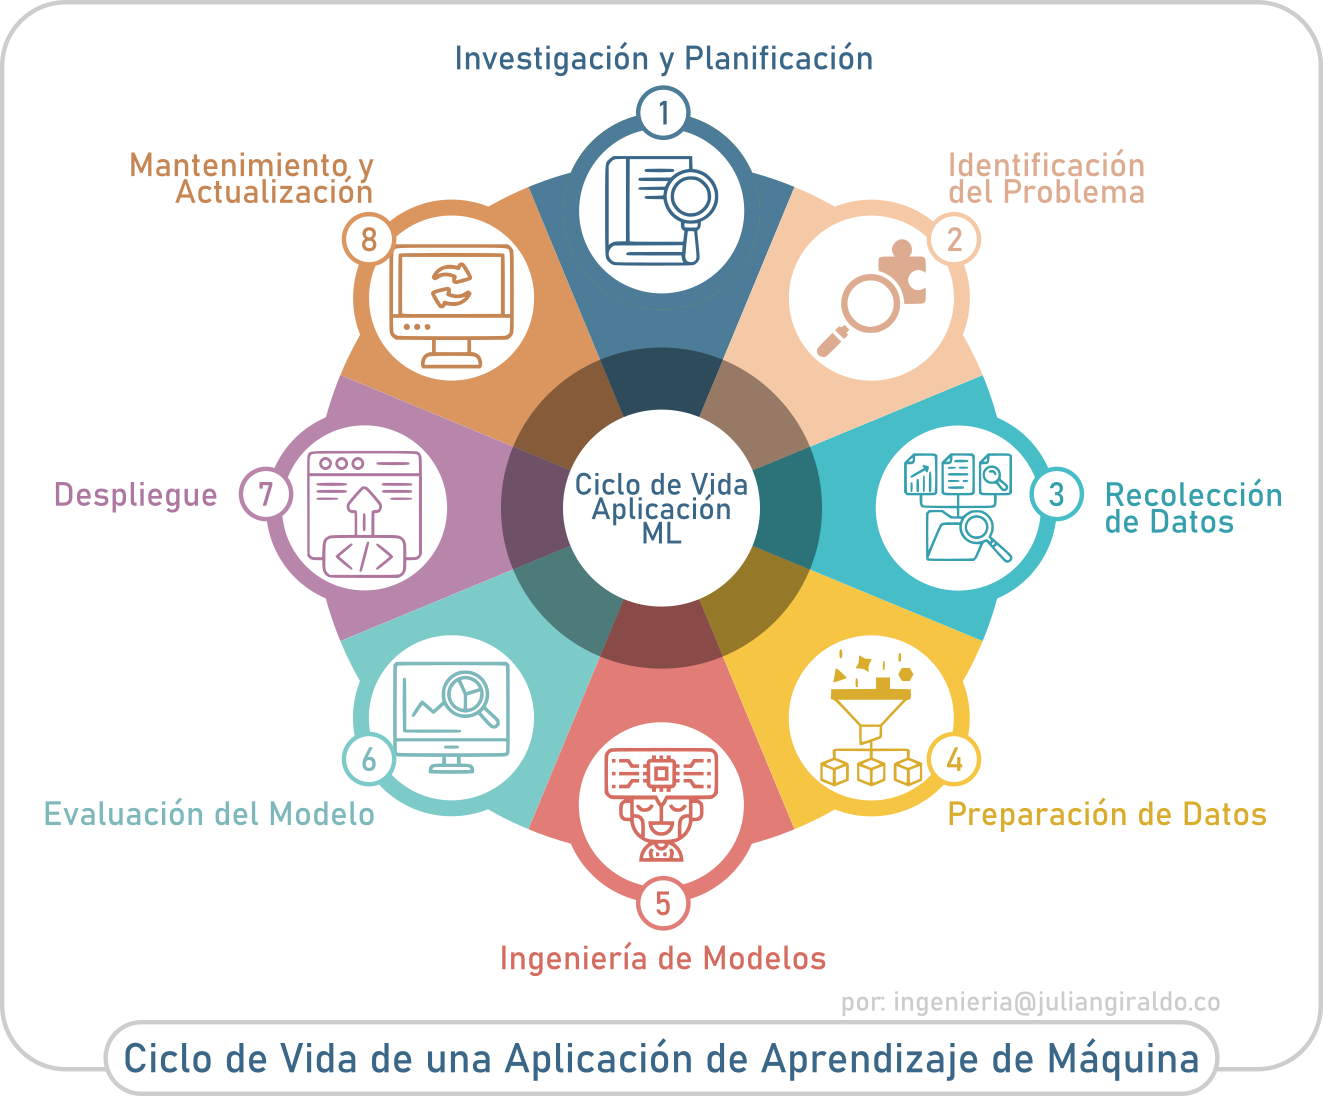 Investigación y Planificación
1
Identificación
del Problema
2
Recolección
de Datos
3
Preparación de Datos
4
Ingeniería de Modelos
5
Evaluación del Modelo
6
Despliegue
7
Mantenimiento y
Actualización
8
Ciclo de Vida
Aplicación
ML
</>
por: ingenieria@juliangiraldo.co
Ciclo de Vida de una Aplicación de Aprendizaje de Máquina